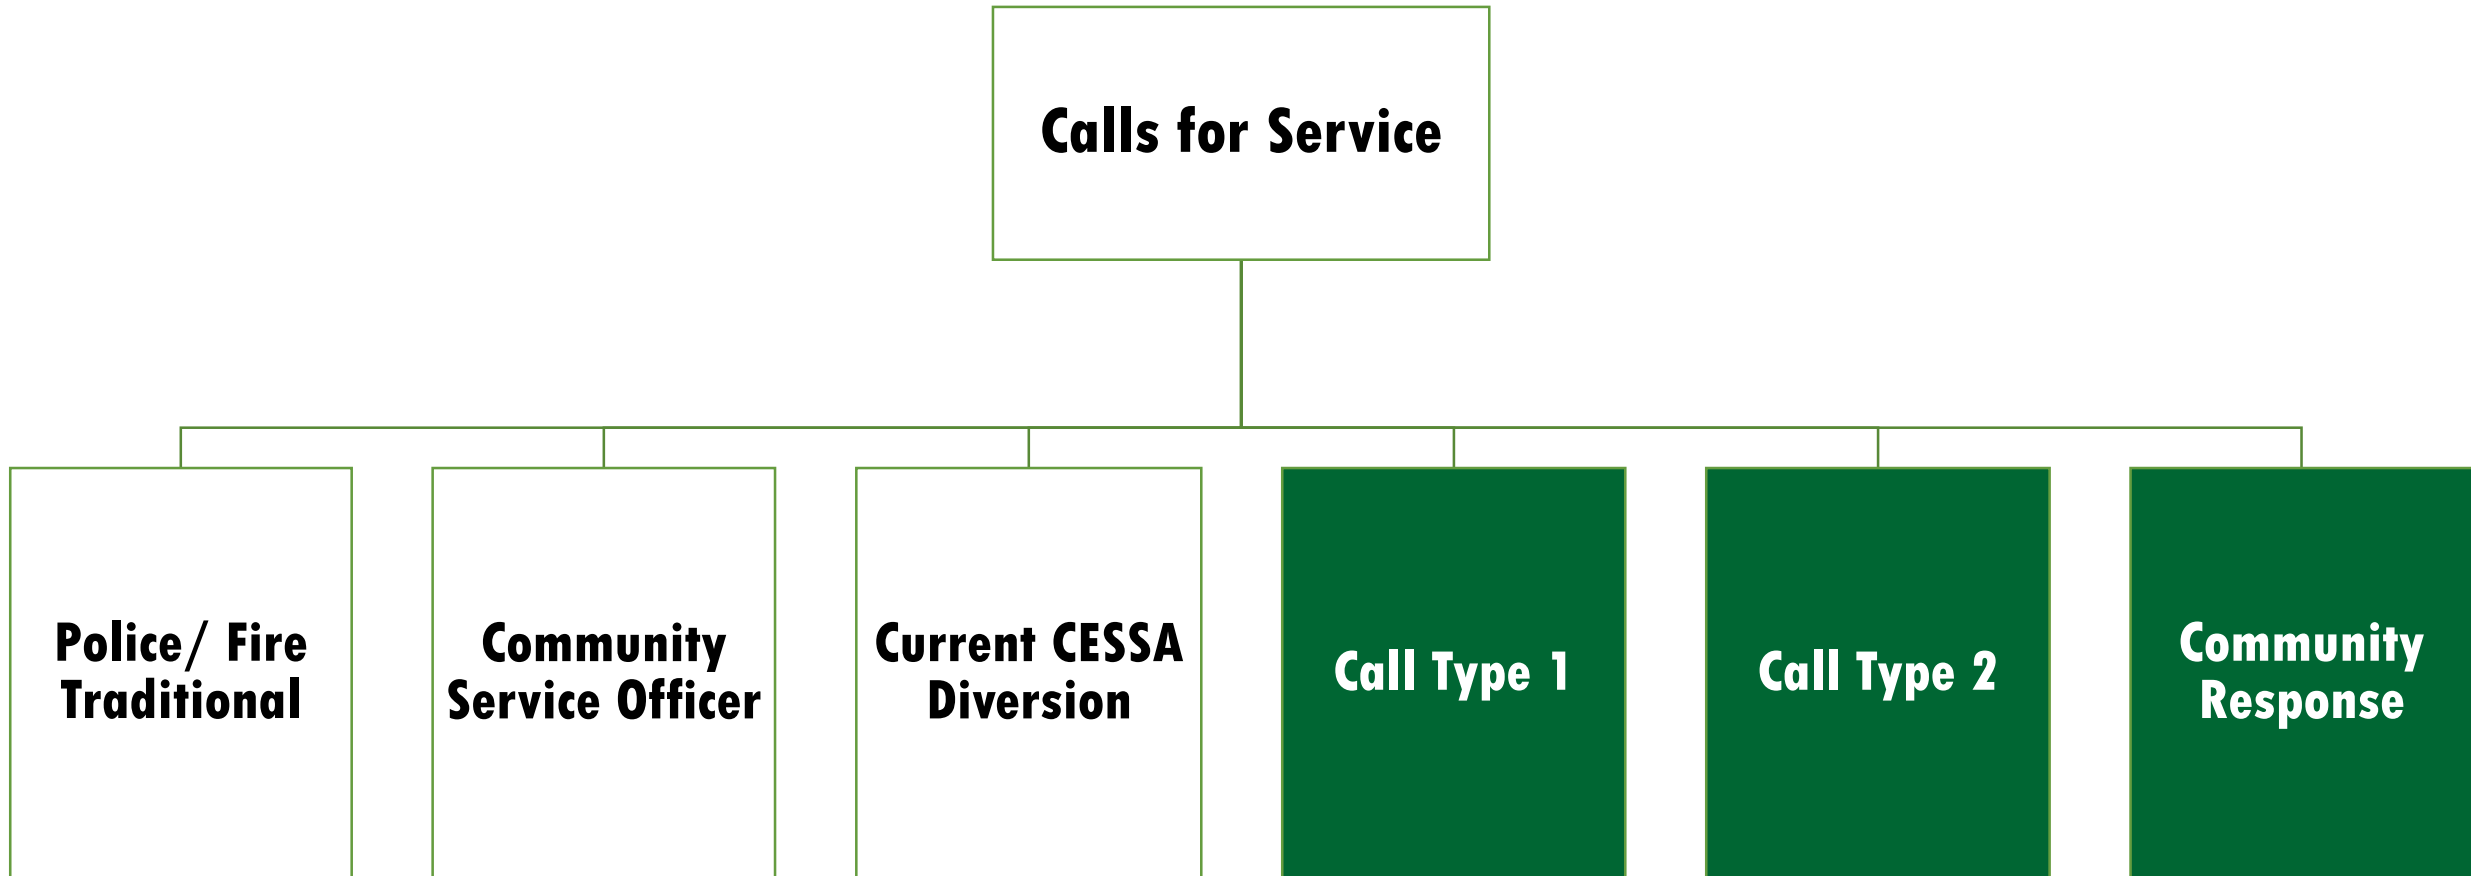 Calls for Service
Police/ Fire
Traditional
Community
Service Officer
Current CESSA
Diversion
Call Type 1
Call Type 2
Community
Response